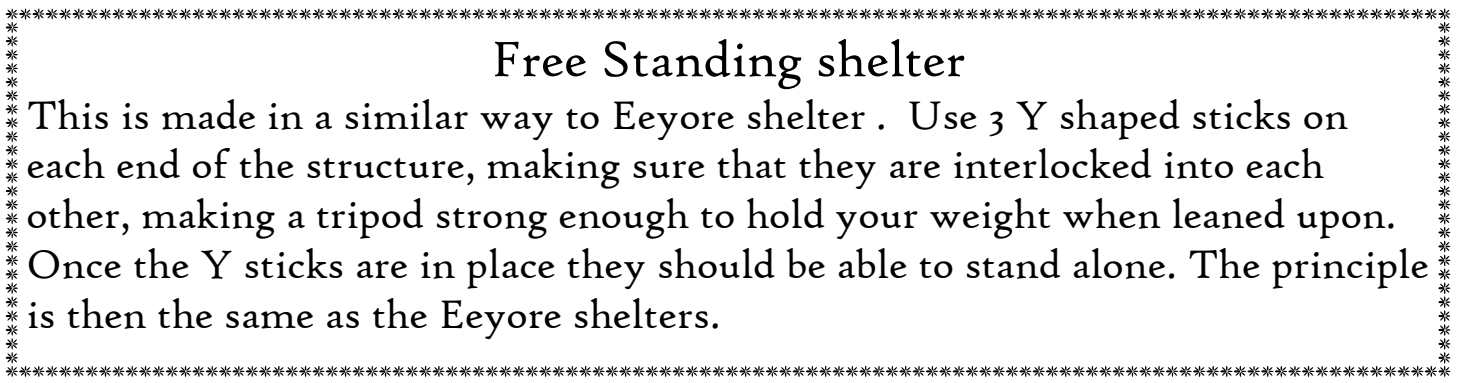 Free Standing shelter
This is made in a similar way to Eeyore shelter .  Use 3 Y shaped sticks on
each end of the structure, making sure that they are interlocked into each
other, making a tripod strong enough to hold your weight when leaned upon.
Once the Y sticks are in place they should be able to stand alone. The principle
is then the same as the Eeyore shelters.